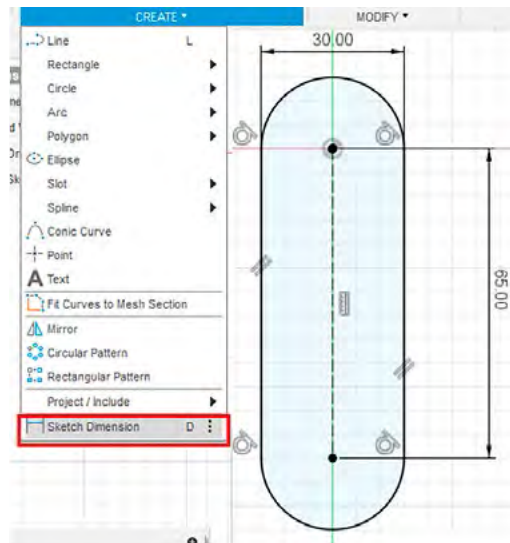 CREATE
MODIFY
Line L
Rectangle
Circle
Arc
Polygon
Ellipse
Slot
Spline
Conic Curve
Point
A Text
Fit Curves to Mesh Section
Mirror
Circular Pattern
Rectangular Pattern
Project / Include
Sketch Dimension D
30.00
65.00